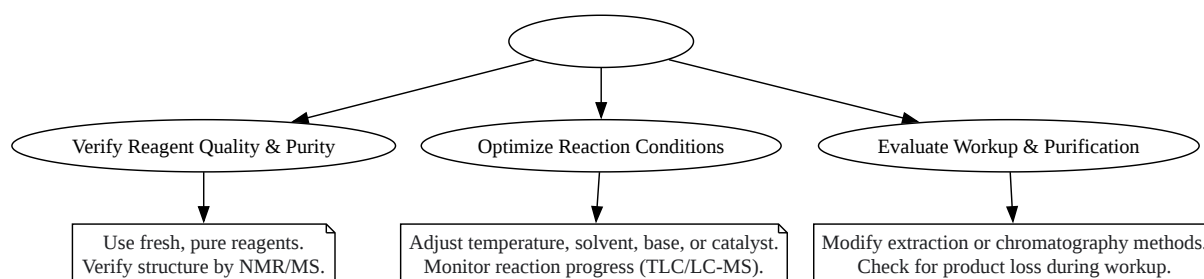 Verify Reagent Quality & Purity
Optimize Reaction Conditions
Evaluate Workup & Purification
Use fresh, pure reagents.
Verify structure by NMR/MS.
Adjust temperature, solvent, base, or catalyst.
Monitor reaction progress (TLC/LC-MS).
Modify extraction or chromatography methods.
Check for product loss during workup.